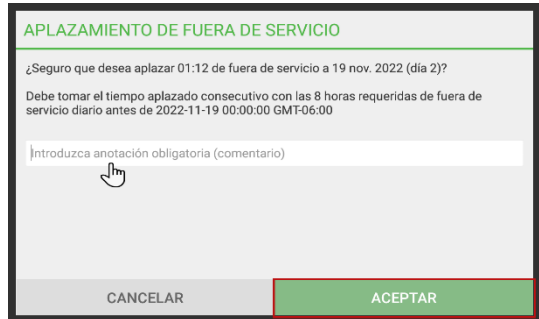 APLAZAMIENTO DE FUERA DE SERVICIO
¿Seguro que desea aplazar 01:12 de fuera de servicio a 19 nov. 2022 (día 2)?
Debe tomar el tiempo aplazado consecutivo con las 8 horas requeridas de fuera de
servicio diario antes de 2022-11-19 00:00:00 GMT-06:00
Introduzca anotación obligatoria (comentario)
CANCELAR
ACEPTAR